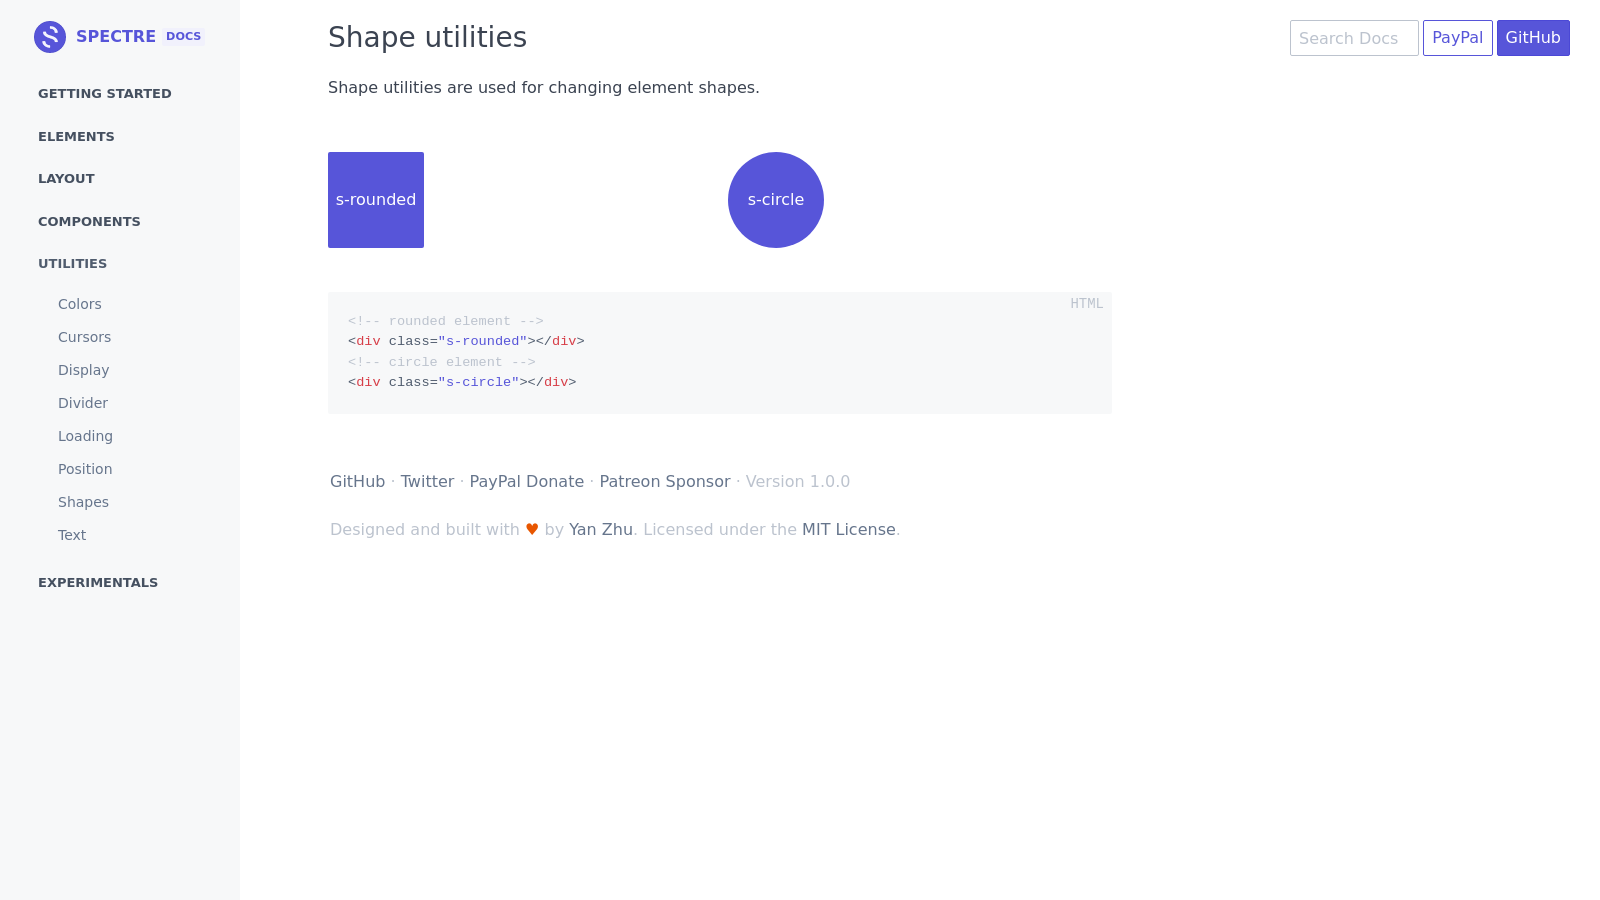 SPECTRE DOCS
GETTING STARTED
ELEMENTS
LAYOUT
COMPONENTS
UTILITIES
Colors
Cursors
Display
Divider
Loading
Position
Shapes
Text
EXPERIMENTALS
Shape utilities
Search Docs PayPal GitHub
Shape utilities are used for changing element shapes.
s-rounded s-circle
HTML
<!-- rounded element -->
<div class="s-rounded"></div>
<!-- circle element -->
<div class="s-circle"></div>
GitHub · Twitter · PayPal Donate · Patreon Sponsor · Version 1.0.0
Designed and built with ♥ by Yan Zhu. Licensed under the MIT License.